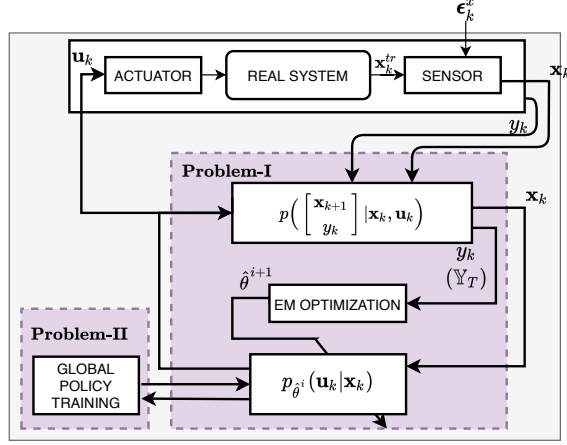 ϵ_k^x
u_k
ACTUATOR
REAL SYSTEM
x_k^{tr}
SENSOR
x_k
y_k
Problem-I
p([x_{k+1} y_k] |x_k, u_k)
x_k
y_k
(𝕐_T)
θ̂^{i+1}
EM OPTIMIZATION
Problem-II
GLOBAL
POLICY
TRAINING
p_{θ̂^i}(u_k|x_k)